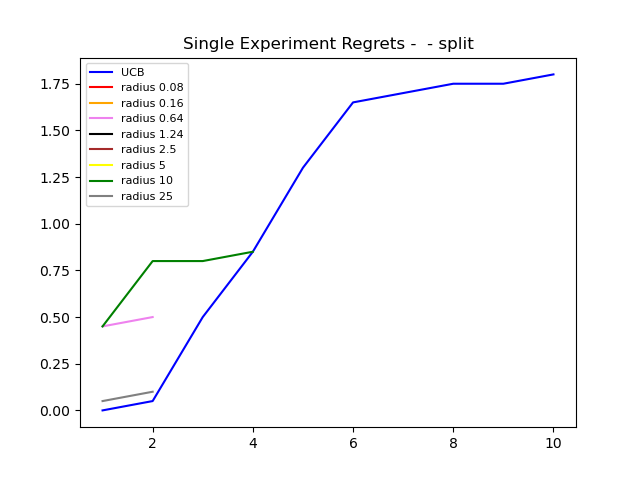 Single Experiment Regrets -  - split
UCB
radius 0.08
radius 0.16
radius 0.64
radius 1.24
radius 2.5
radius 5
radius 10
radius 25
1.75
1.50
1.25
1.00
0.75
0.50
0.25
0.00
2 4 6 8 10